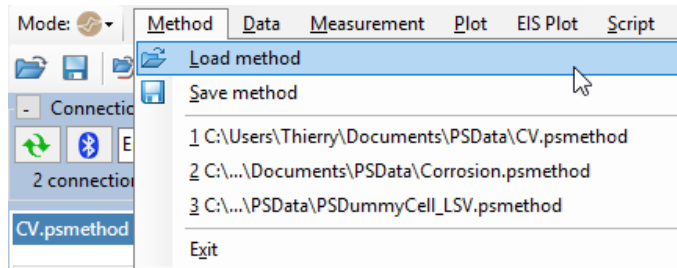 Mode: Method Data Measurement Plot EIS Plot Script
Load method
Save method
- Connectio
E
1 C:\Users\Thierry\Documents\PSData\CV.psmethod
2 connection
2 C:\...\Documents\PSData\Corrosion.psmethod
3 C:\...\PSData\PSDummyCell_LSV.psmethod
CV.psmethod
Exit